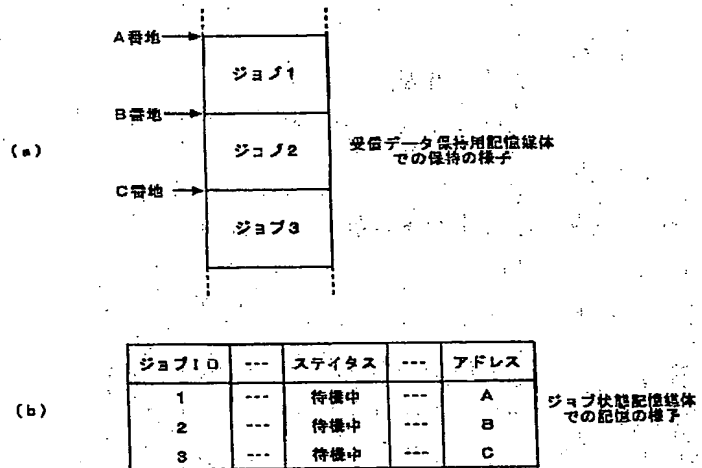 A番地
ジョブ1
B番地
(a)
ジョブ2
受信データ保持用記憶媒体
での保持の様子
C番地
ジョブ3
ジョブID --- ステイタス --- アドレス
(b)
1 --- 待機中 --- A
2 --- 待機中 --- B
3 --- 待機中 --- C
ジョブ状態記憶媒体
での記憶の様子